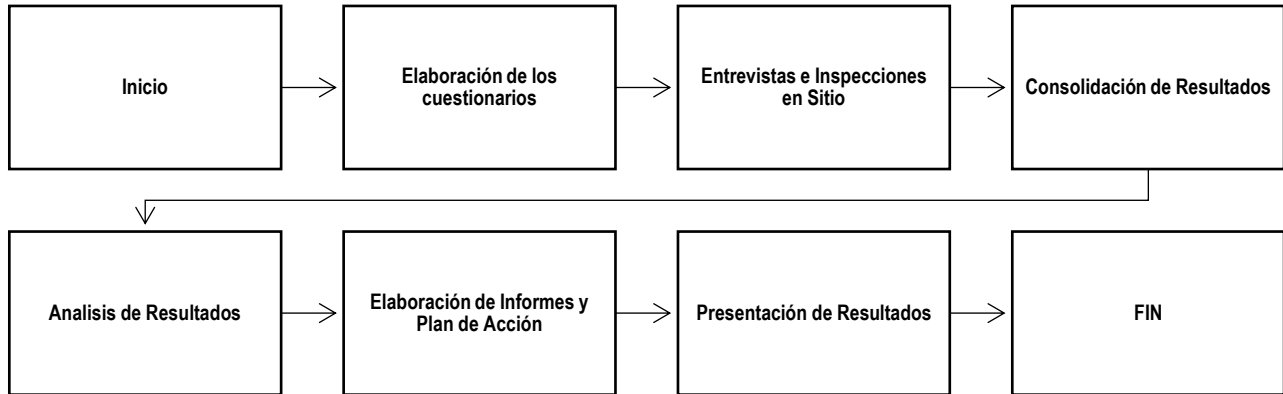 Inicio
Elaboración de los
cuestionarios
Entrevistas e Inspecciones
en Sitio
Consolidación de Resultados
Analisis de Resultados
Elaboración de Informes y
Plan de Acción
Presentación de Resultados
FIN